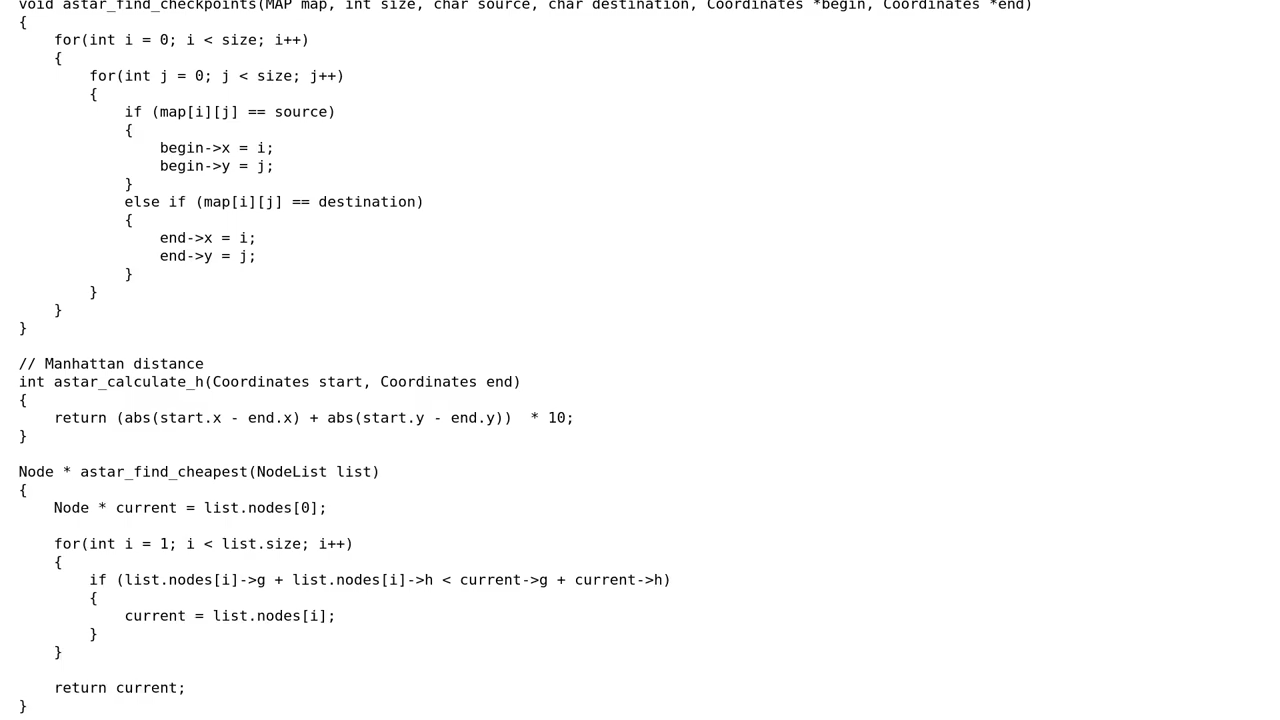 void astar_find_checkpoints(MAP map, int size, char source, char destination, Coordinates *begin, Coordinates *end)
{
    for(int i = 0; i < size; i++)
    {
        for(int j = 0; j < size; j++)
        {
            if (map[i][j] == source)
            {
                begin->x = i;
                begin->y = j;
            }
            else if (map[i][j] == destination)
            {
                end->x = i;
                end->y = j;
            }
        }
    }
}

// Manhattan distance
int astar_calculate_h(Coordinates start, Coordinates end)
{
    return (abs(start.x - end.x) + abs(start.y - end.y))  * 10;
}

Node * astar_find_cheapest(NodeList list)
{
    Node * current = list.nodes[0];

    for(int i = 1; i < list.size; i++)
    {
        if (list.nodes[i]->g + list.nodes[i]->h < current->g + current->h)
        {
            current = list.nodes[i];
        }
    }

    return current;
}